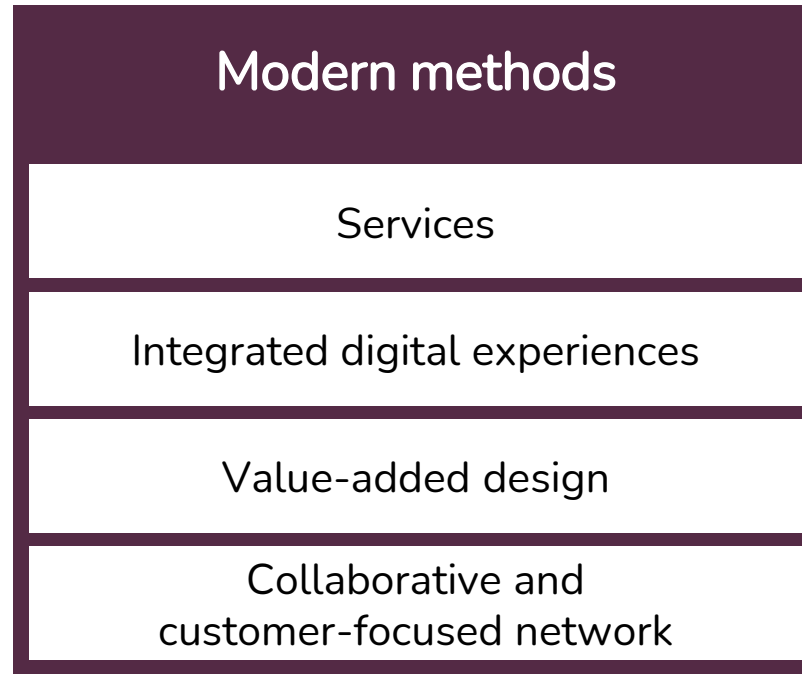 Modern methods
Services
Integrated digital experiences
Value-added design
Collaborative and
customer-focused network